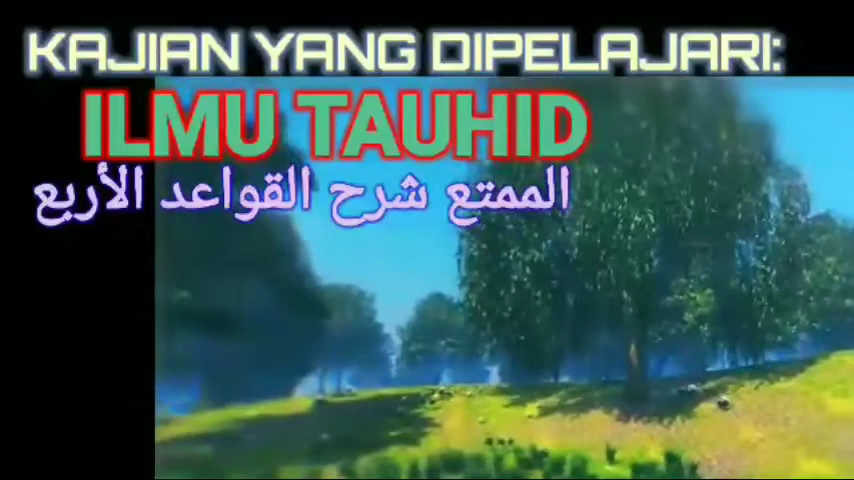 KAJIAN YANG DIPELAJARI:
ILMU TAUHID
الممتع شرح القواعد الأربع